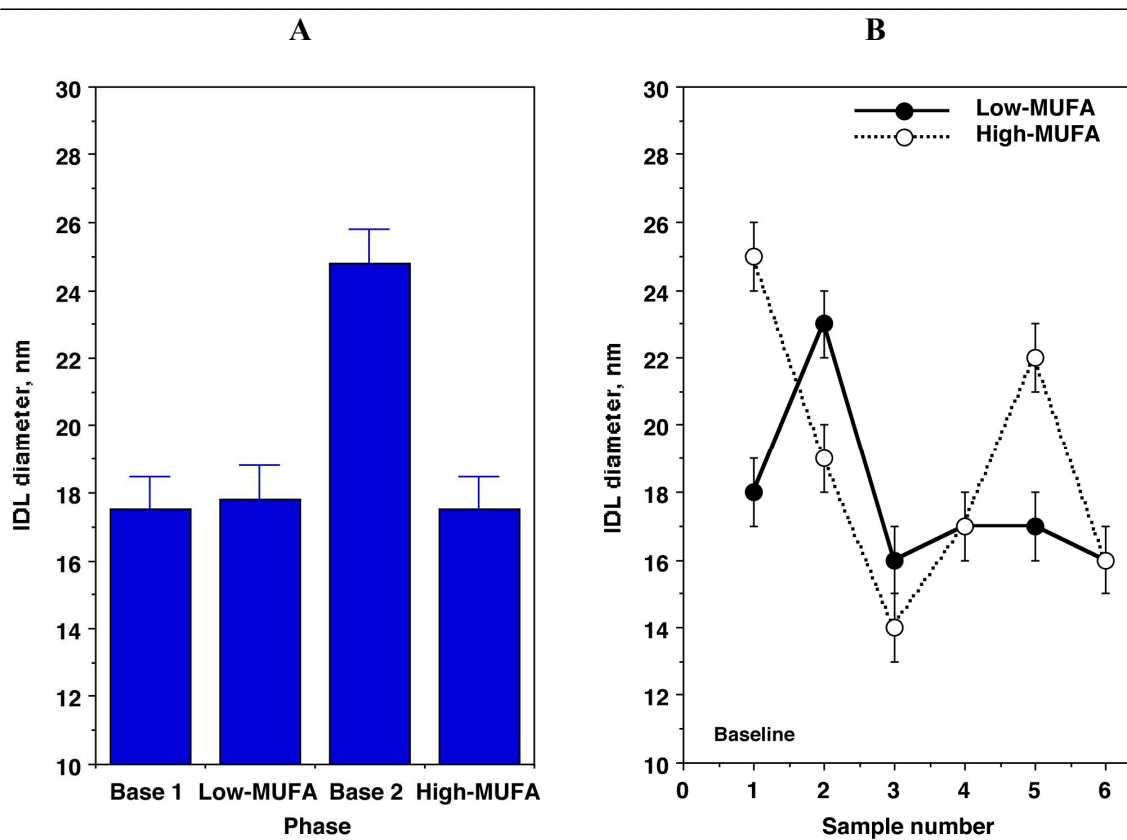 A
B
30
28
26
24
22
20
18
16
14
12
10
IDL diameter, nm
Base 1 Low-MUFA Base 2 High-MUFA
Phase
30
28
26
24
22
20
18
16
14
12
10
IDL diameter, nm
Low-MUFA
High-MUFA
Baseline
0 1 2 3 4 5 6
Sample number